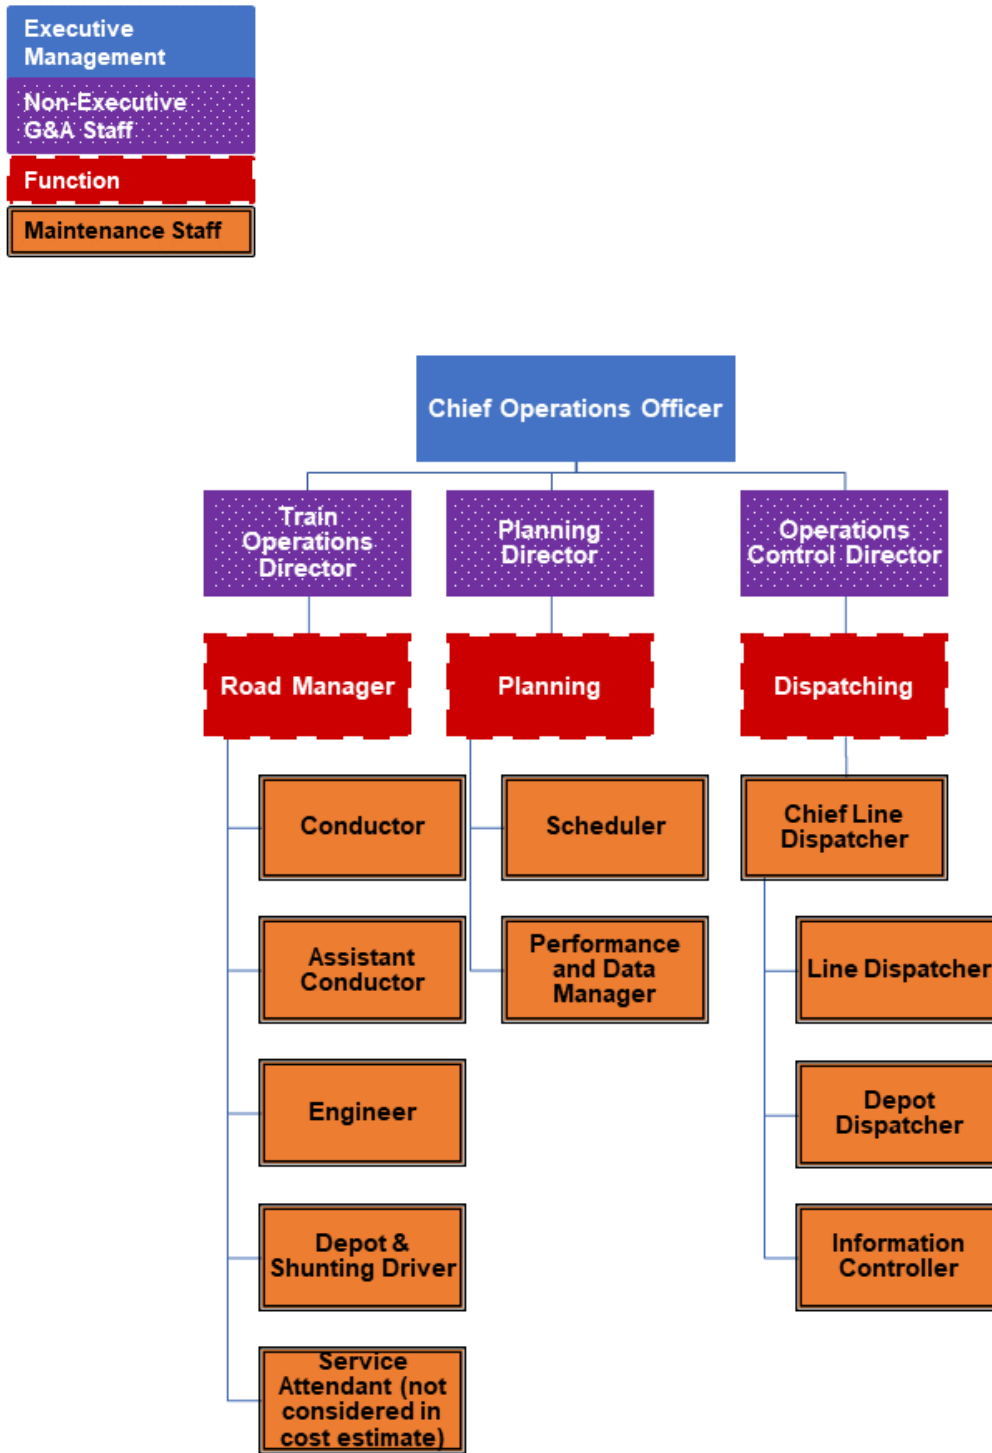 Executive
Management
Non-Executive
G&A Staff
Function
Maintenance Staff
Chief Operations Officer
Train
Operations
Director
Planning
Director
Operations
Control Director
Road Manager
Planning
Dispatching
Conductor
Scheduler
Chief Line
Dispatcher
Assistant
Conductor
Performance
and Data
Manager
Line Dispatcher
Engineer
Depot
Dispatcher
Depot &
Shunting Driver
Information
Controller
Service
Attendant (not
considered in
cost estimate)